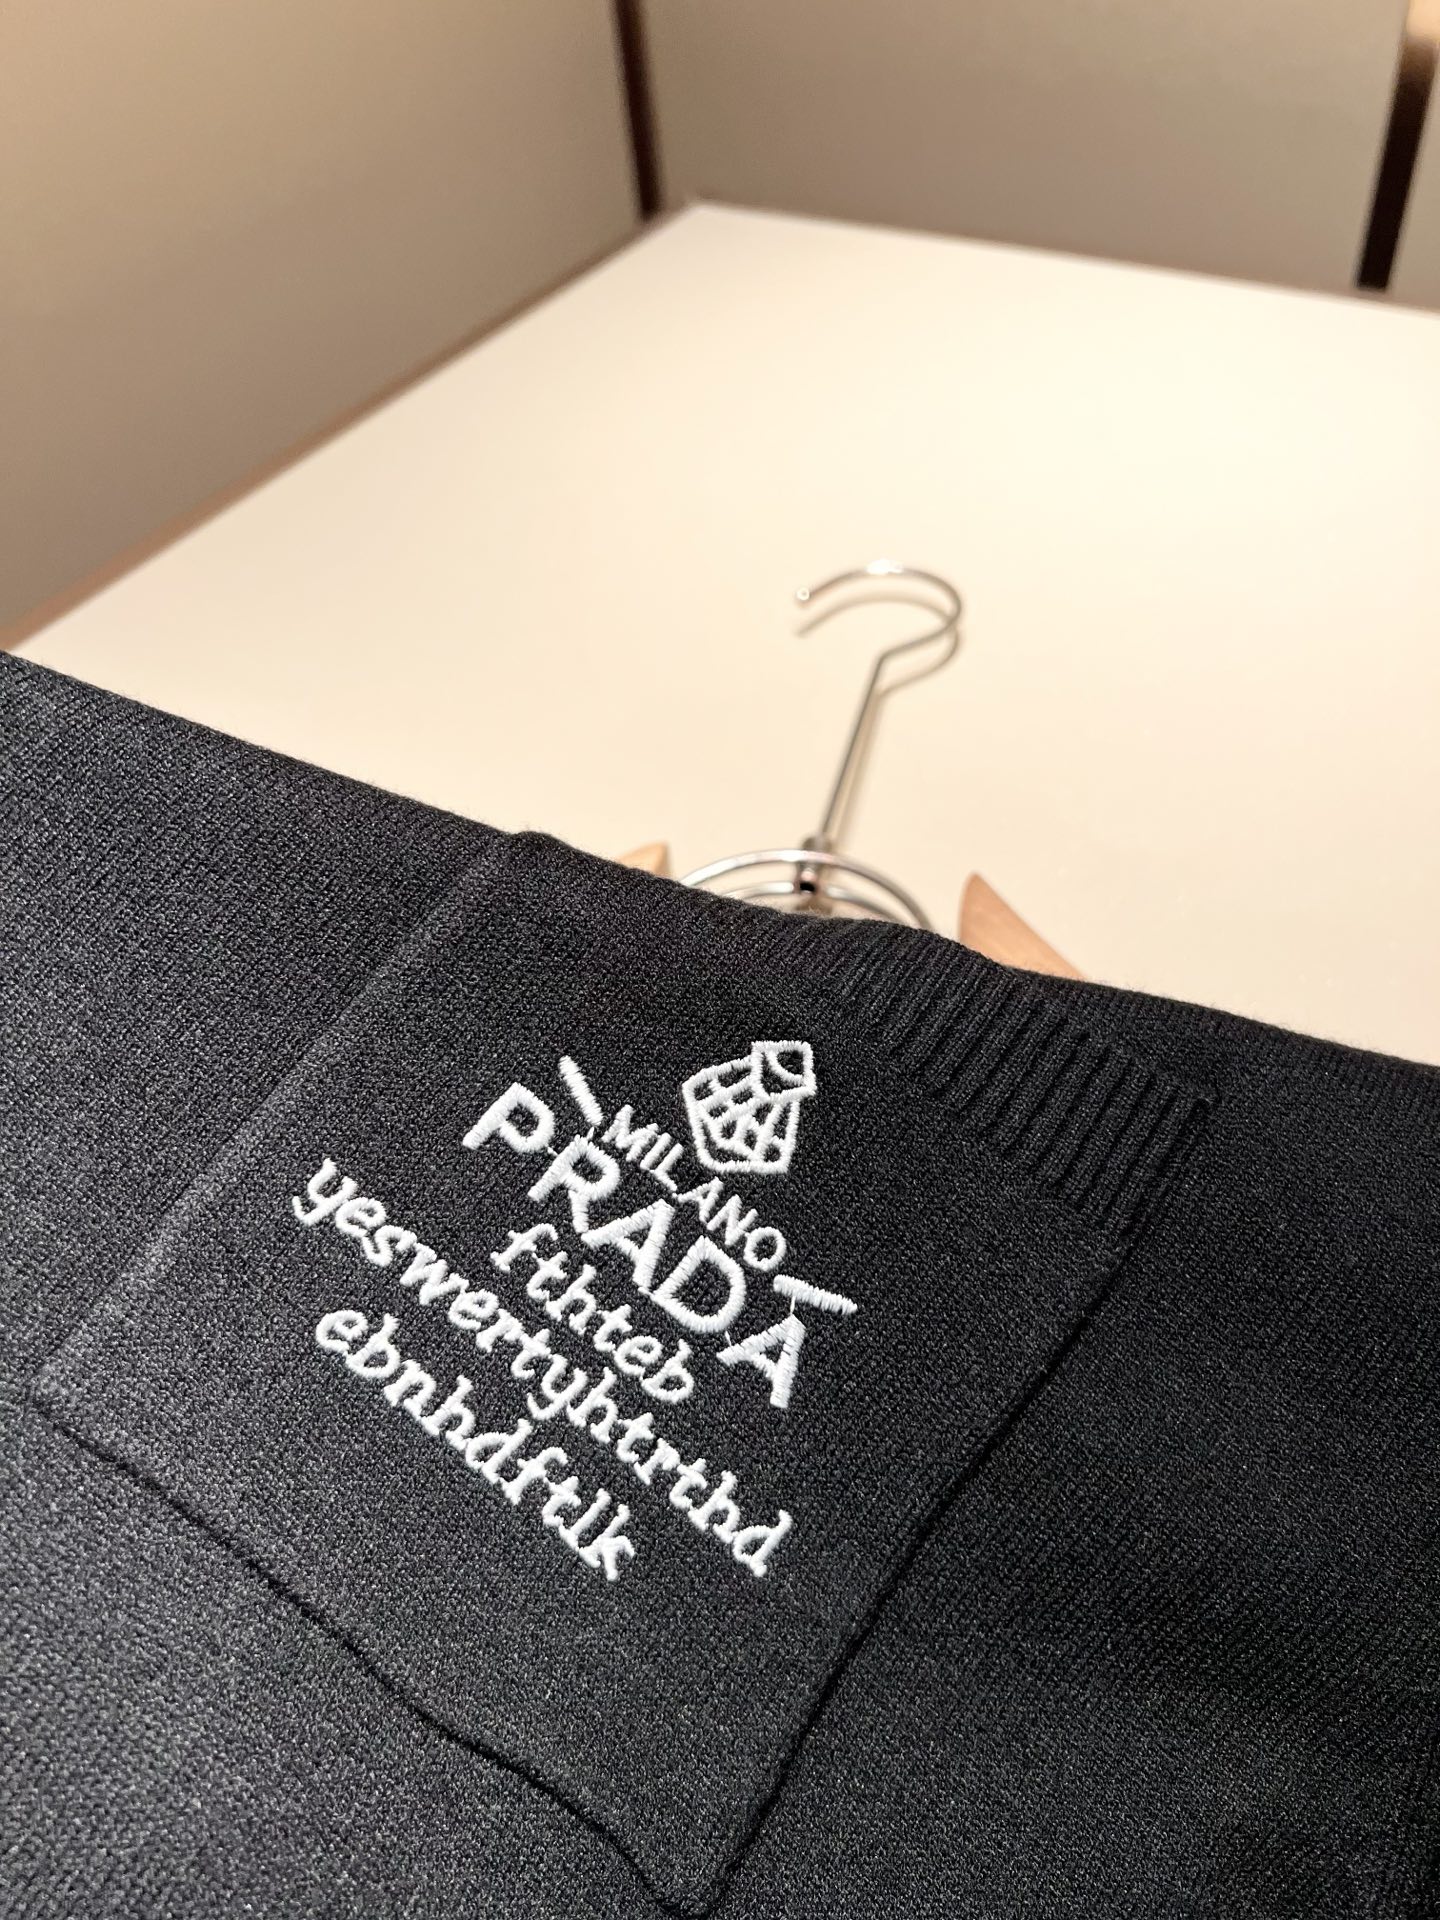 MILANO
PRADA
fthteb
yeswertyhtrthd
ebnhdftlk